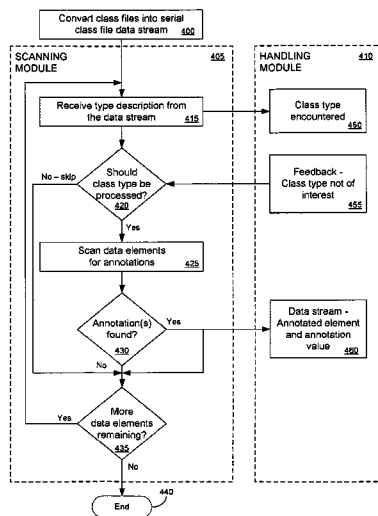 Convert class files into serial
class file data stream 400
SCANNING
MODULE
405
HANDLING
MODULE
410
Receive type description from
the data stream 415
Class type
encountered
450
No – skip
Should
class type be
processed?
420
Feedback -
Class type not of
interest
455
Yes
Scan data elements
for annotations 425
Annotation(s)
found?
430
Yes
Data stream -
Annotated element
and annotation
value 460
No
Yes
More
data elements
remaining?
435
No
440
End